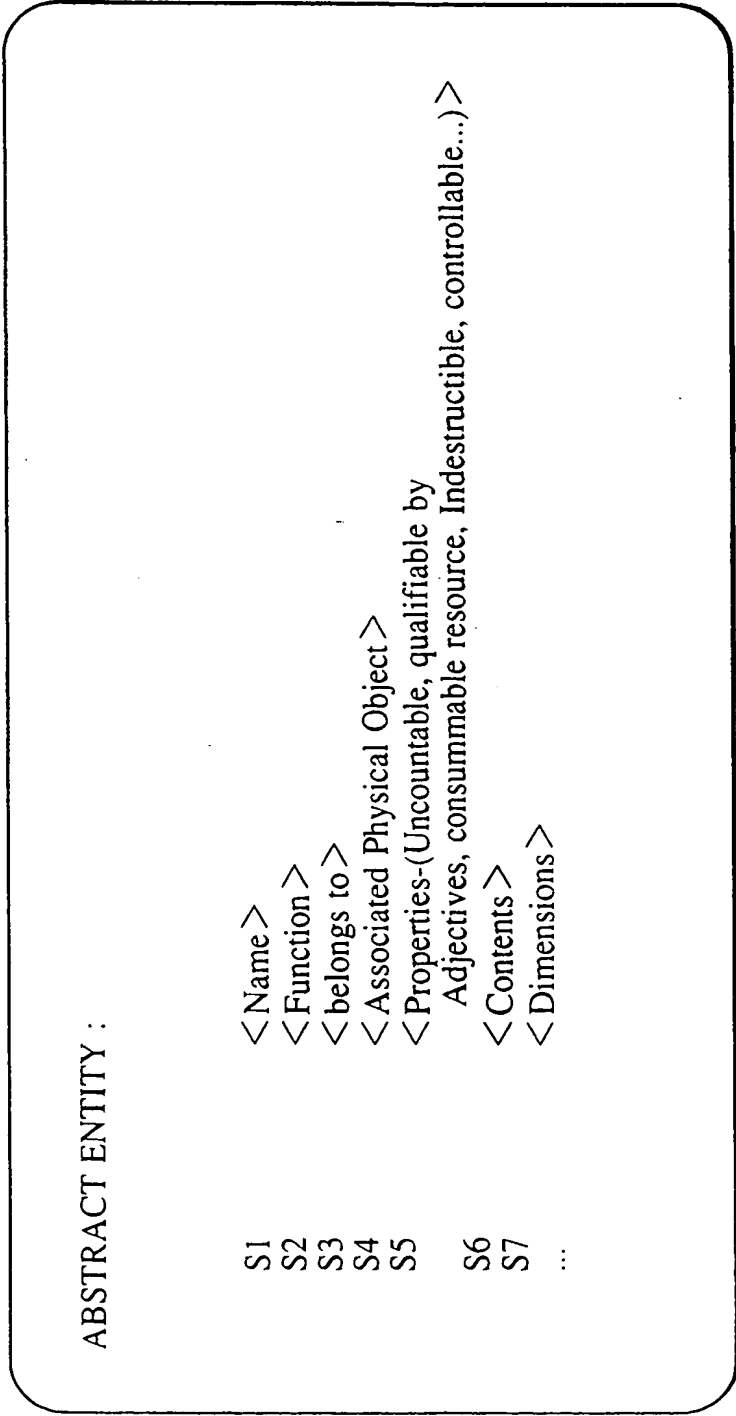 ABSTRACT ENTITY :
S1 <Name>
S2 <Function>
S3 <belongs to>
S4 <Associated Physical Object>
S5 <Properties-(Uncountable, qualifiable by
Adjectives, consummable resource, Indestructible, controllable...)>
S6 <Contents>
S7 <Dimensions>
...